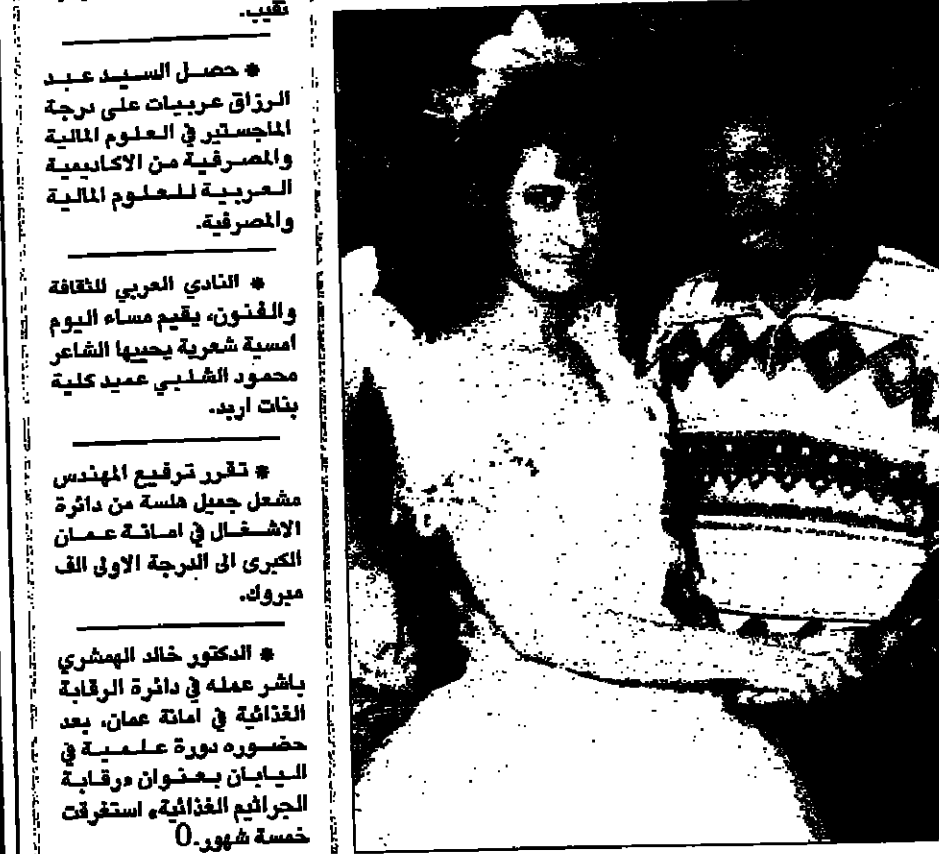 نقيب.
* حصل السيد عبد
الرزاق عربيات على درجة
الماجستير في العلوم المالية
والمصرفية من الاكاديمية
العربية للعلوم المالية
والمصرفية.
* النادي العربي للثقافة
والفنون، يقيم مساء اليوم
امسية شعرية يحييها الشاعر
محمود الشلبي عميد كلية
بنات اربد.
* تقرر ترفيع المهندس
مشعل جميل هلسة من دائرة
الاشغال في امانة عمان
الكبرى الى الدرجة الاولى الف
مبروك.
* الدكتور خالد الهمشري
باشر عمله في دائرة الرقابة
الغذائية في امانة عمان، بعد
حضوره دورة علمية في
اليابان بعنوان «رقابة
الجراثيم الغذائية» استغرقت
خمسة شهور.0